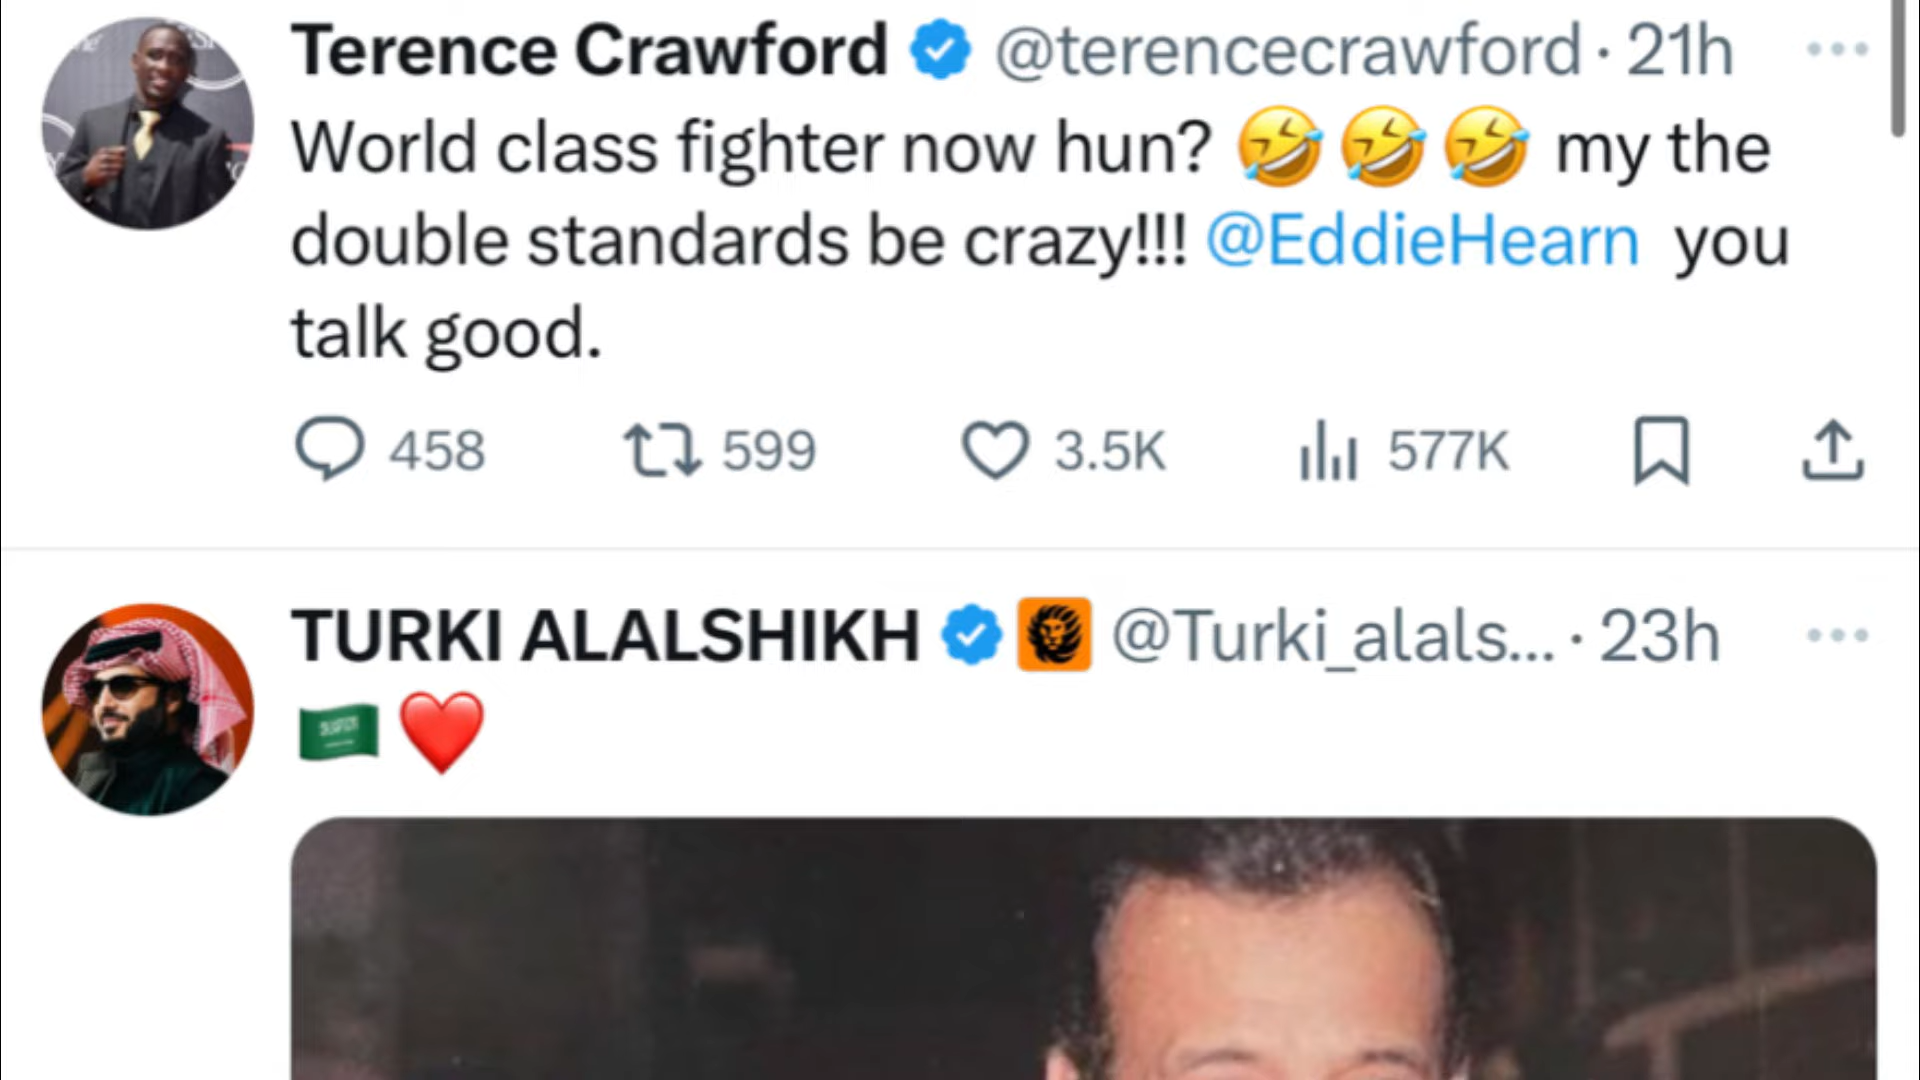 Terence Crawford @terencecrawford · 21h
World class fighter now hun? 🤣 🤣 🤣 my the
double standards be crazy!!! @EddieHearn you
talk good.
458 599 3.5K 577K
TURKI ALALSHIKH @Turki_alals... · 23h
🇸🇦 ❤️